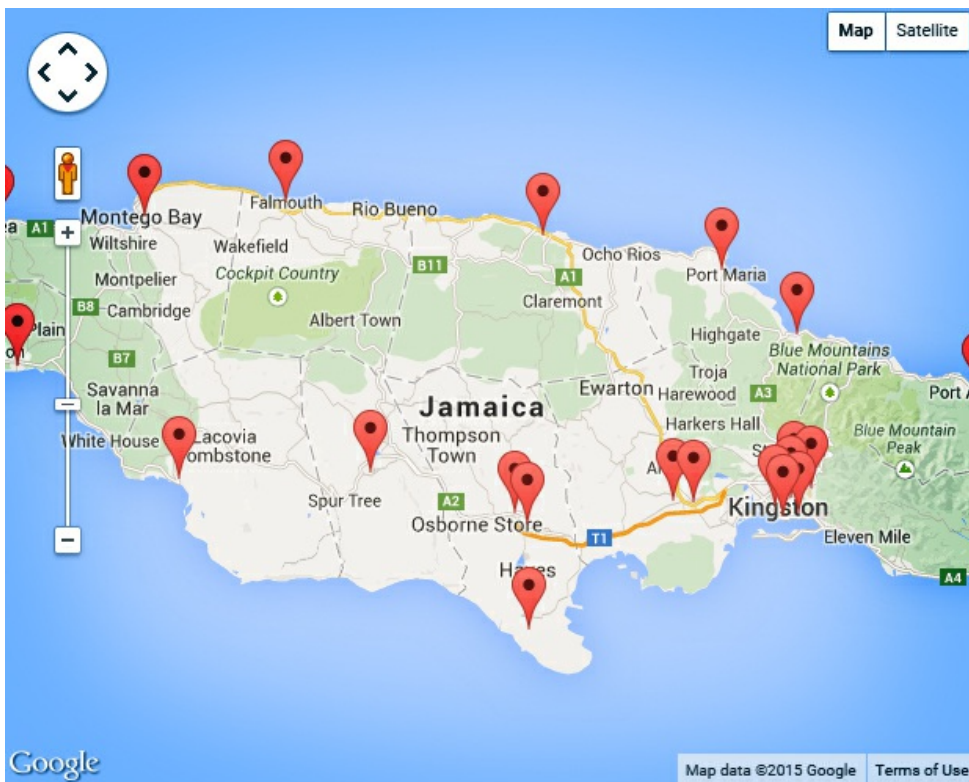 Map Satellite
Falmouth
Rio Bueno
Montego Bay
A1
Wiltshire
Wakefield
Ocho Rios
Port Maria
Cockpit Country
B11
A1
Montpelier
Claremont
B8
Cambridge
Albert Town
Highgate
Plain
Blue Mountains
National Park
B7
Troja
Savanna
la Mar
Ewarton
Harewood
A3
Port A
Jamaica
Harkers Hall
White House
Lacovia
Tombstone
Thompson
Town
Blue Mountain
Peak
Spur Tree
A2
Osborne Store
Kingston
T1
Eleven Mile
Hayes
A4
Google
Map data ©2015 Google Terms of Use